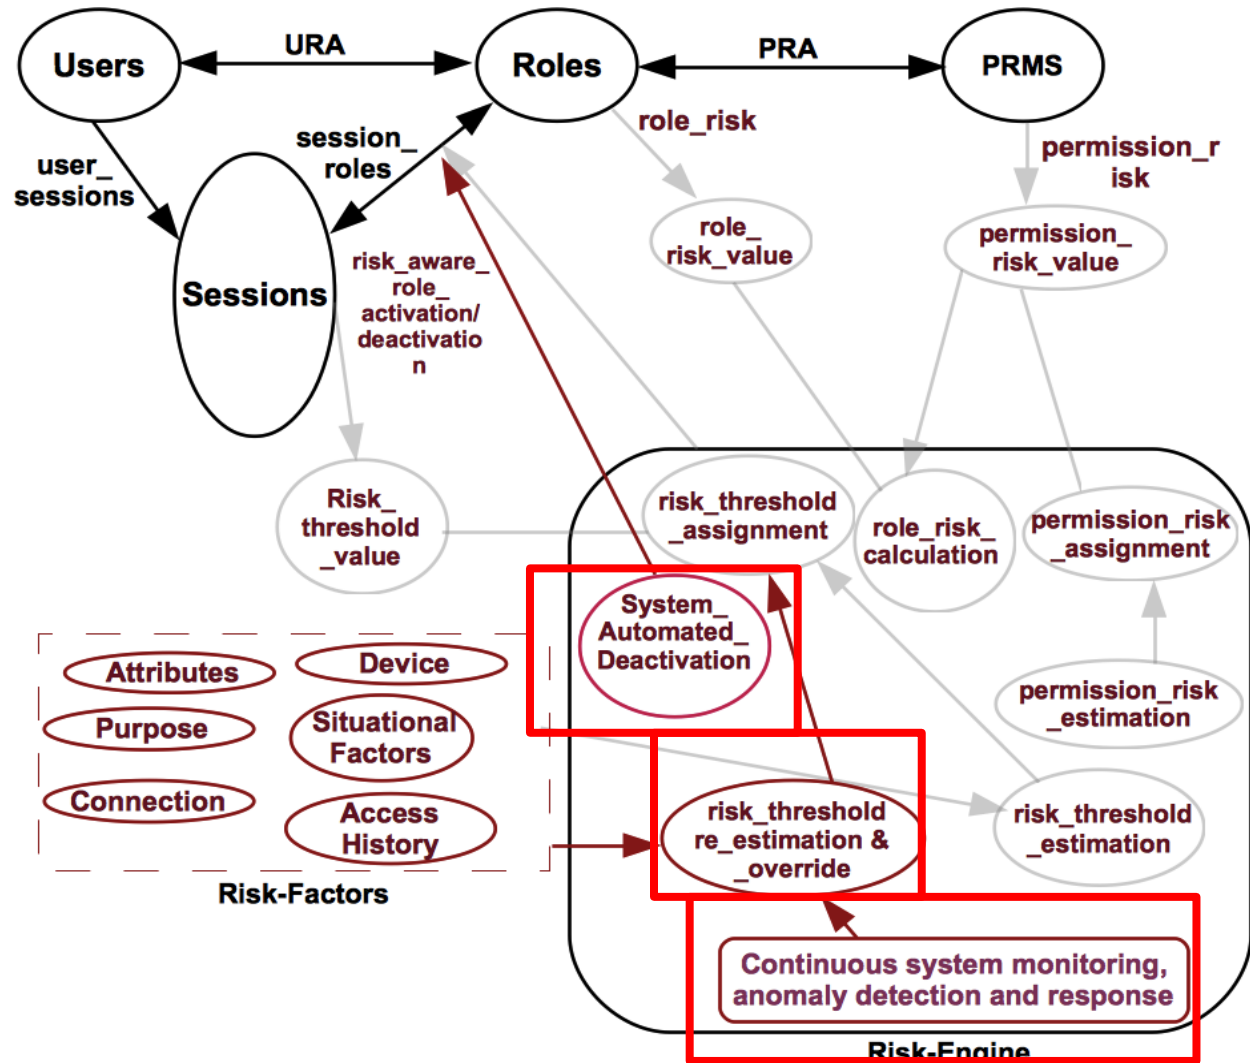 Users
URA
Roles
PRA
PRMS
user_
sessions
session_
roles
role_risk
permission_r
isk
Sessions
risk_aware_
role_
activation/
deactivatio
n
role_
risk_value
permission_
risk_value
Risk_
threshold
_value
risk_threshold
_assignment
role_risk_
calculation
permission_risk
_assignment
System_
Automated_
Deactivation
Attributes
Device
Purpose
Situational
Factors
Connection
Access
History
Risk-Factors
permission_risk
_estimation
risk_threshold
re_estimation &
_override
risk_threshold
_estimation
Continuous system monitoring,
anomaly detection and response
Risk-Engine